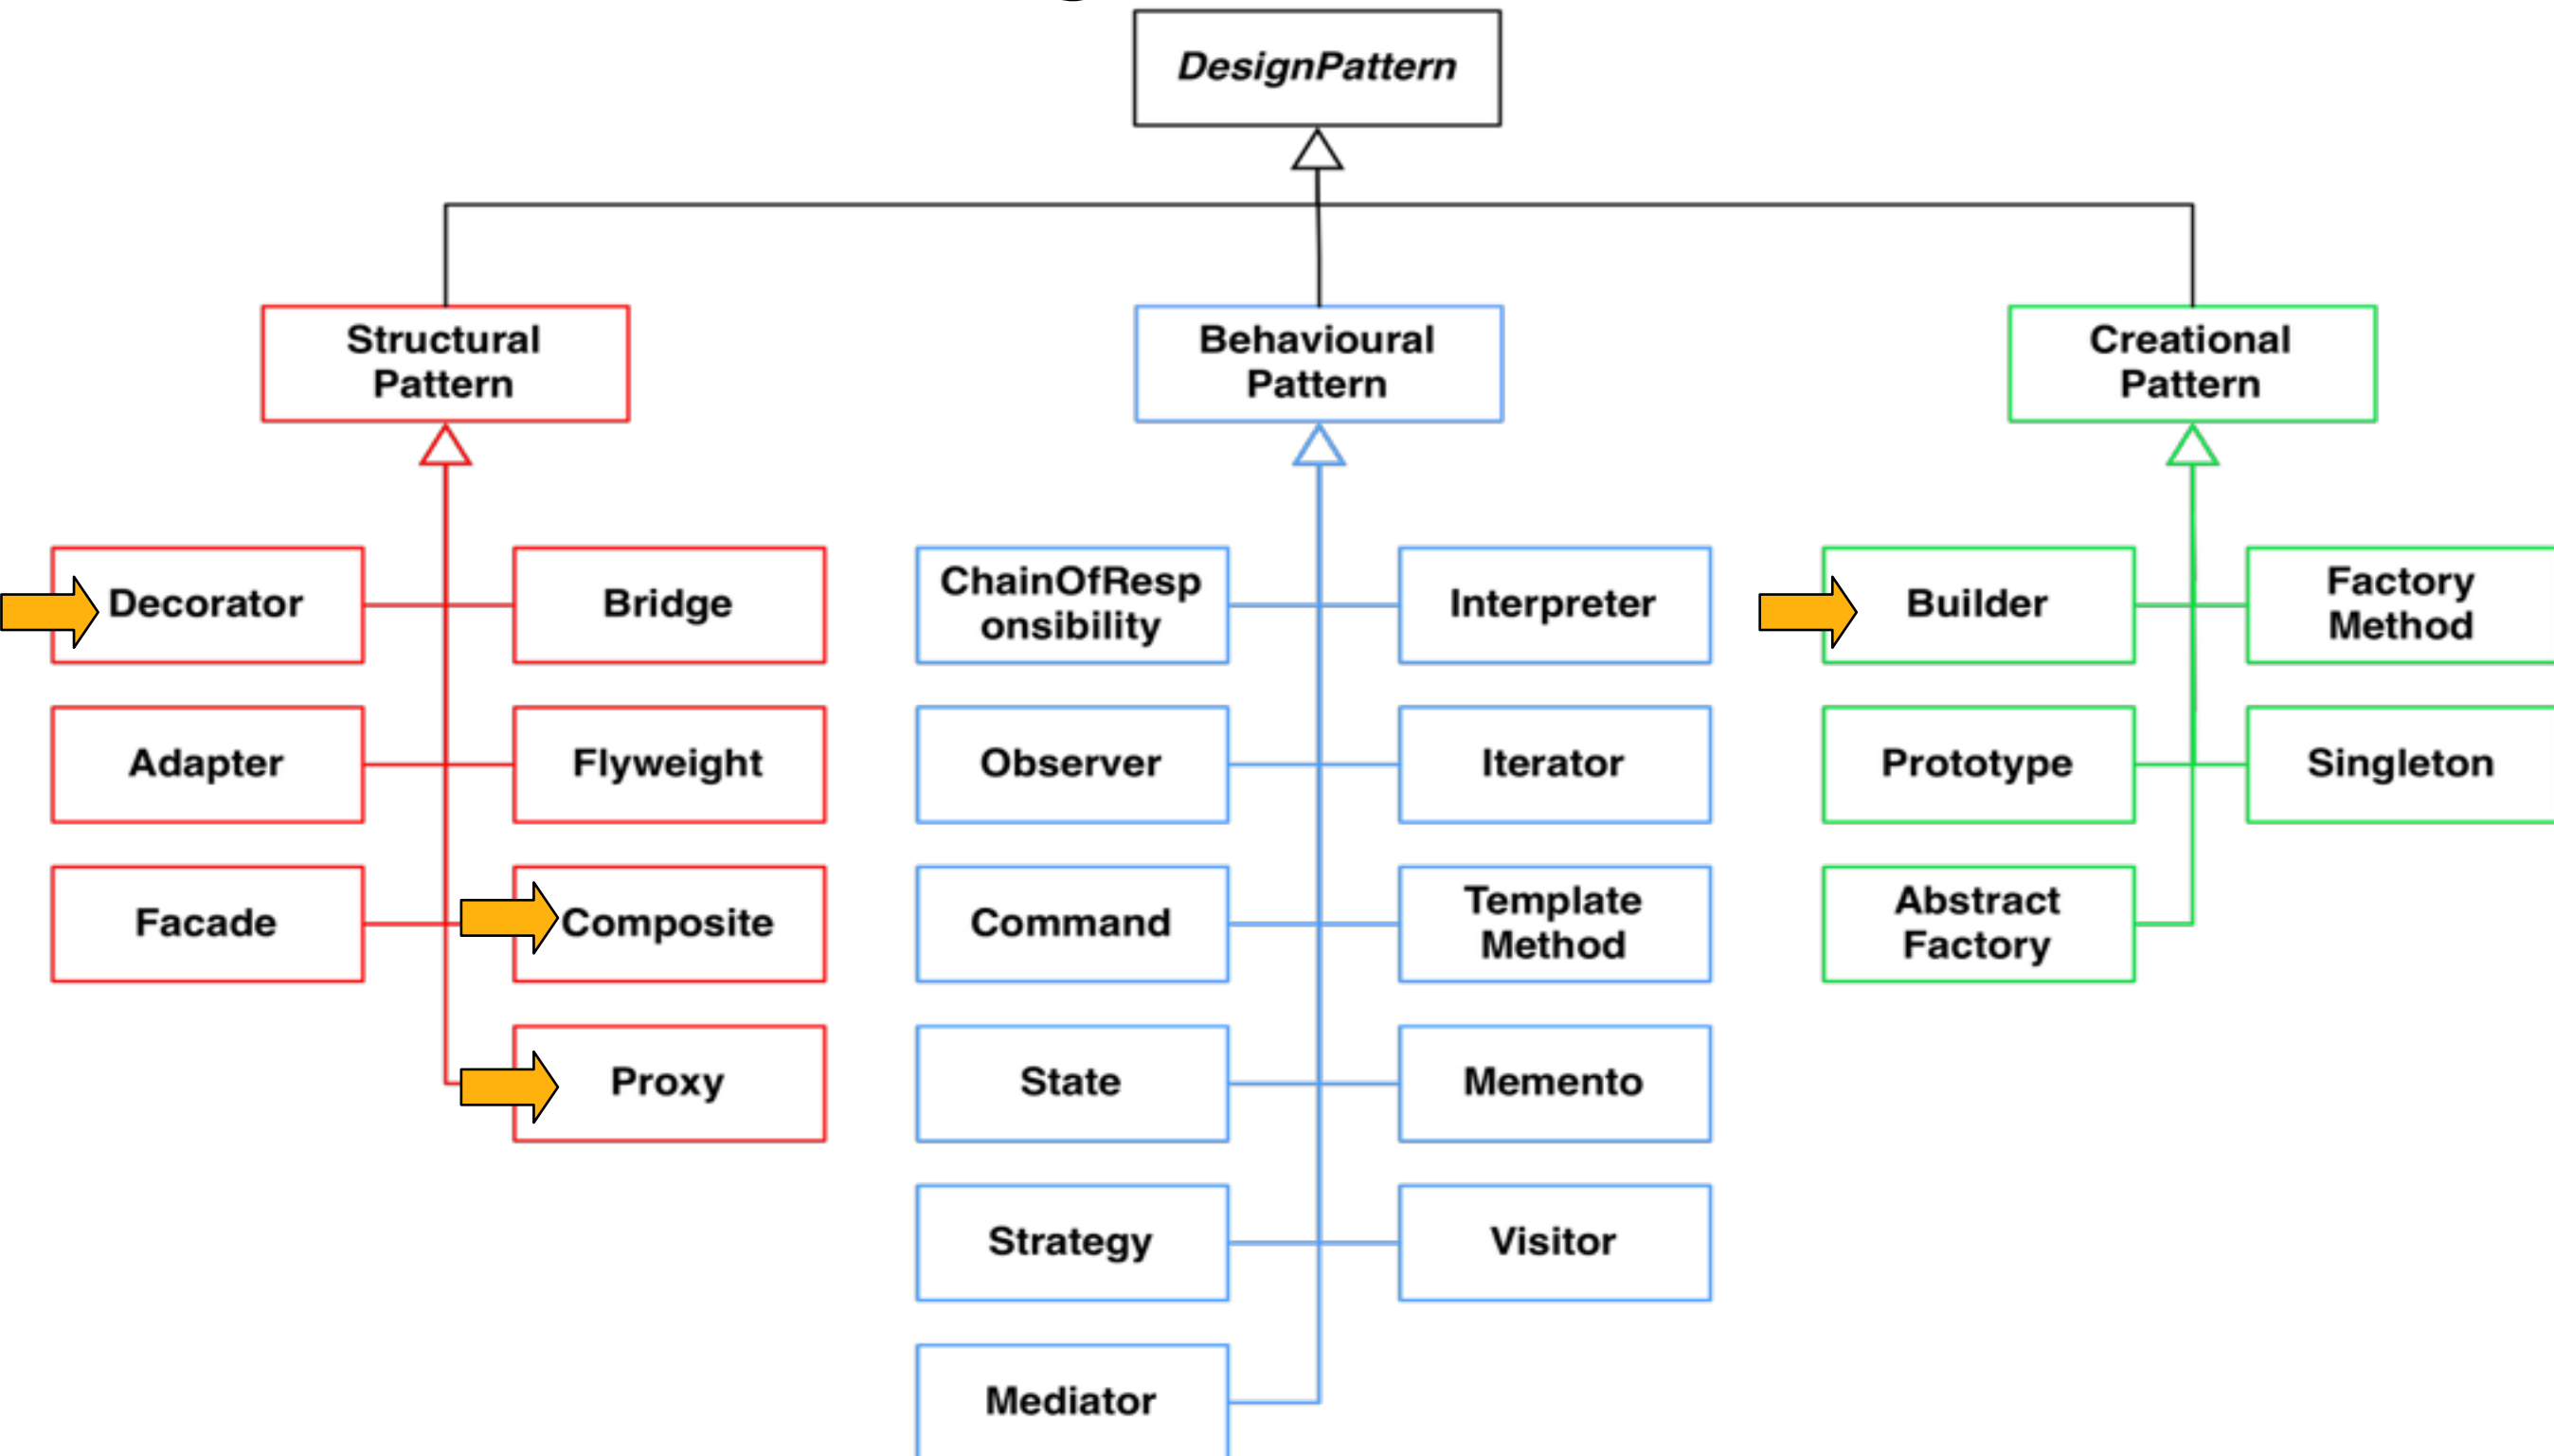 DesignPattern
Structural
Pattern
Behavioural
Pattern
Creational
Pattern
Decorator
Bridge
ChainOfResp
onsibility
Interpreter
Builder
Factory
Method
Adapter
Flyweight
Observer
Iterator
Prototype
Singleton
Facade
Composite
Command
Template
Method
Abstract
Factory
Proxy
State
Memento
Strategy
Visitor
Mediator